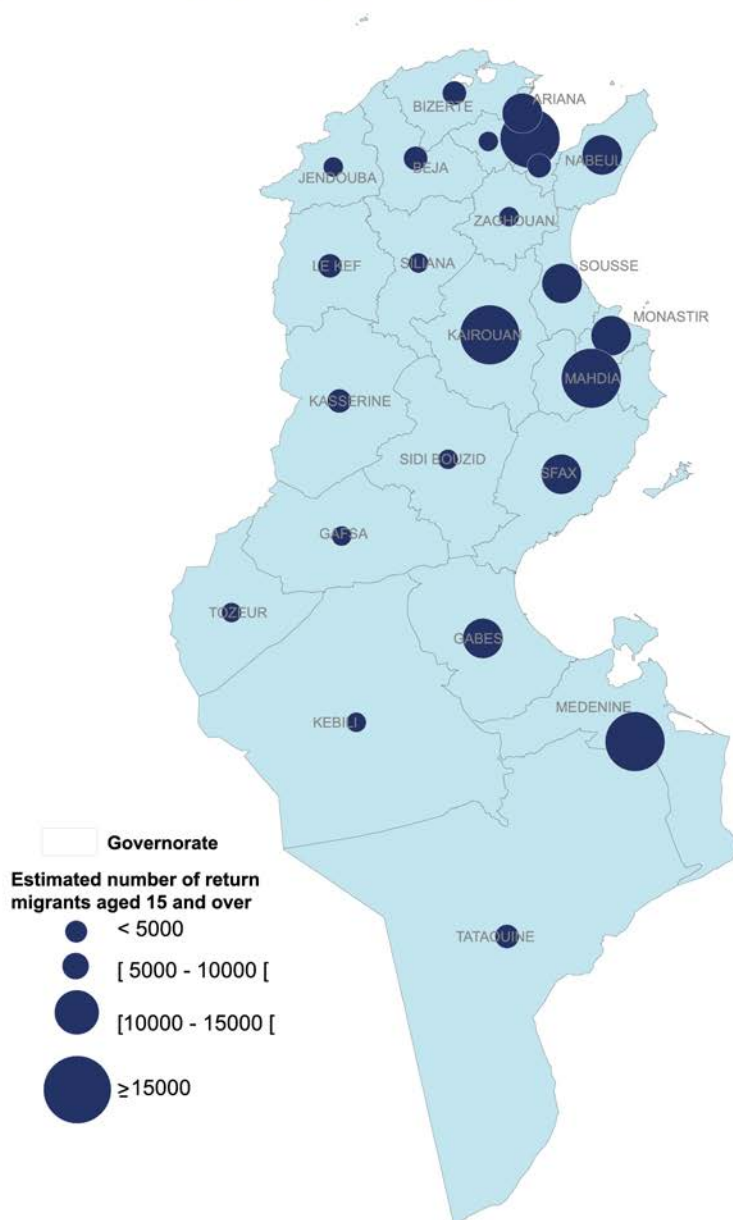 ARIANA
BIZERTE
NABEUL
BEJA
JENDOUBA
ZAGHOUAN
LE KEF
SILIANA
SOUSSE
MONASTIR
KAIROUAN
MAHDIA
KASSERINE
SIDI BOUZID
SFAX
GAFSA
TOZEUR
GABES
MEDENINE
KEBILI
Governorate
Estimated number of return
migrants aged 15 and over
< 5000
[ 5000 - 10000 [
[10000 - 15000 [
≥15000
TATAOUINE